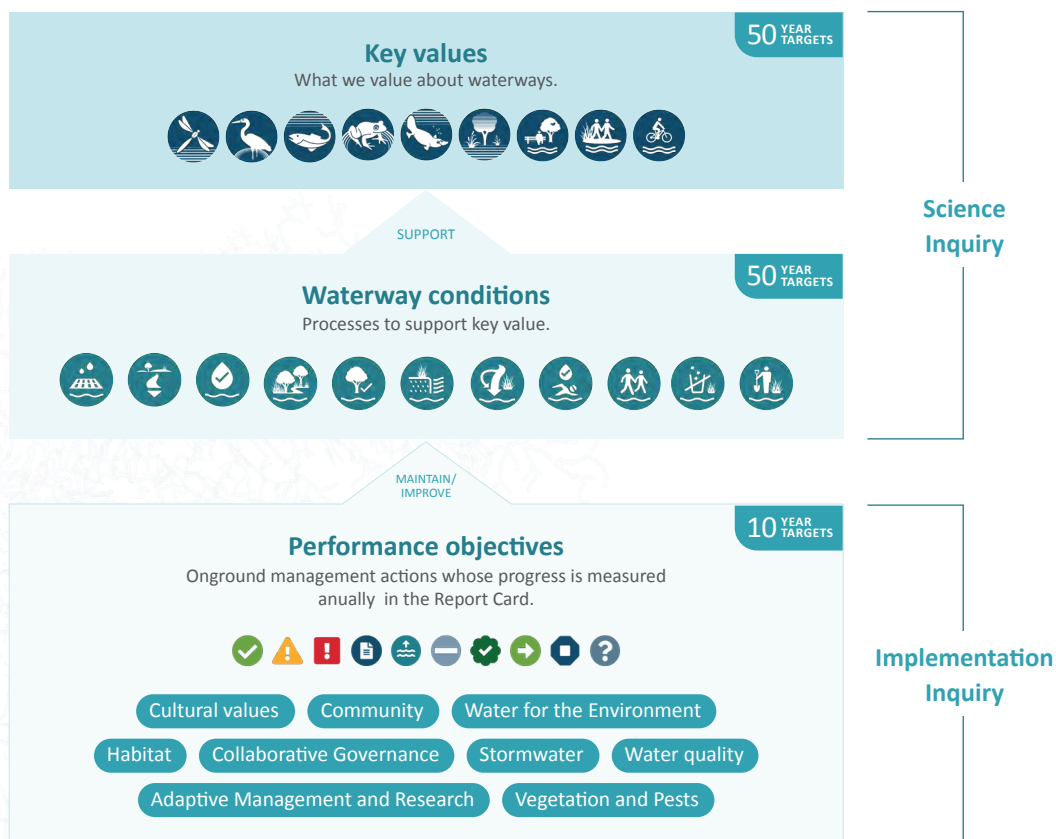 50 YEAR TARGETS
Key values
What we value about waterways.
SUPPORT
Science
Inquiry
50 YEAR TARGETS
Waterway conditions
Processes to support key value.
MAINTAIN/
IMPROVE
10 YEAR TARGETS
Performance objectives
Onground management actions whose progress is measured
anually in the Report Card.
Implementation
Inquiry
Cultural values
Community
Water for the Environment
Habitat
Collaborative Governance
Stormwater
Water quality
Adaptive Management and Research
Vegetation and Pests